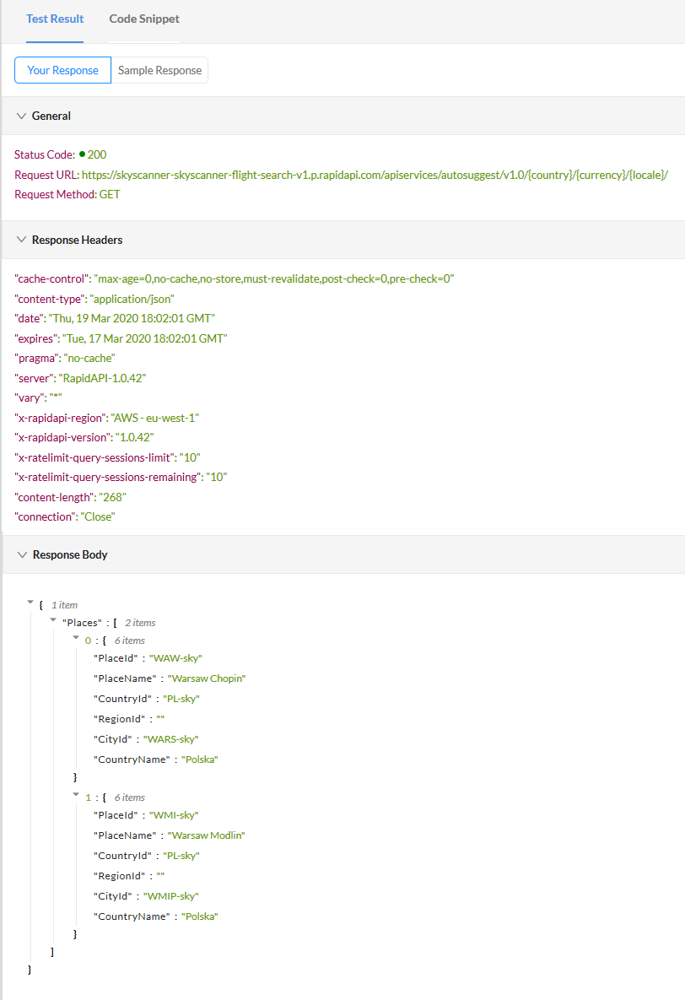 Test Result Code Snippet
Your Response Sample Response
General
Status Code: 200
Request URL: https://skyscanner-skyscanner-flight-search-v1.p.rapidapi.com/apiservices/autosuggest/v1.0/{country}/{currency}/{locale}/
Request Method: GET
Response Headers
"cache-control": "max-age=0,no-cache,no-store,must-revalidate,post-check=0,pre-check=0"
"content-type": "application/json"
"date": "Thu, 19 Mar 2020 18:02:01 GMT"
"expires": "Tue, 17 Mar 2020 18:02:01 GMT"
"pragma": "no-cache"
"server": "RapidAPI-1.0.42"
"vary": "*"
"x-rapidapi-region": "AWS - eu-west-1"
"x-rapidapi-version": "1.0.42"
"x-ratelimit-query-sessions-limit": "10"
"x-ratelimit-query-sessions-remaining": "10"
"content-length": "268"
"connection": "Close"
Response Body
{ 1 item
"Places" : [ 2 items
0 : { 6 items
"PlaceId" : "WAW-sky"
"PlaceName" : "Warsaw Chopin"
"CountryId" : "PL-sky"
"RegionId" : ""
"CityId" : "WARS-sky"
"CountryName" : "Polska"
}
1 : { 6 items
"PlaceId" : "WMI-sky"
"PlaceName" : "Warsaw Modlin"
"CountryId" : "PL-sky"
"RegionId" : ""
"CityId" : "WMIP-sky"
"CountryName" : "Polska"
}
]
}